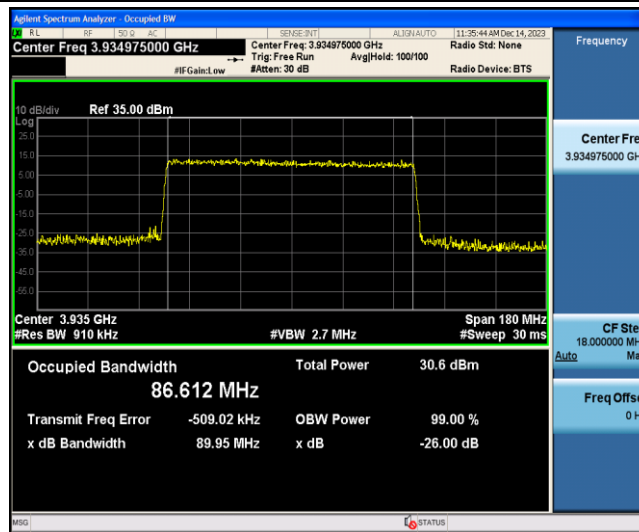 Agilent Spectrum Analyzer - Occupied BW
RL RF 50 Ω AC SENSE:INT ALIGNAUTO 11:35:44 AM Dec 14, 2023
Center Freq 3.934975000 GHz
Center Freq: 3.934975000 GHz
Radio Std: None
Trig: Free Run Avg|Hold: 100/100
#IFGain:Low #Atten: 30 dB Radio Device: BTS
Frequency
10 dB/div Ref 35.00 dBm
Log
25.0
15.0
5.00
-5.00
-15.0
-25.0
-35.0
-45.0
-55.0
Center Fre
3.934975000 GH
Center 3.935 GHz Span 180 MHz
#Res BW 910 kHz #VBW 2.7 MHz #Sweep 30 ms
CF Ste
18.000000 MH
Auto Ma
Occupied Bandwidth Total Power 30.6 dBm
86.612 MHz
Transmit Freq Error -509.02 kHz OBW Power 99.00 %
x dB Bandwidth 89.95 MHz x dB -26.00 dB
Freq Offse
0 H
MSG STATUS